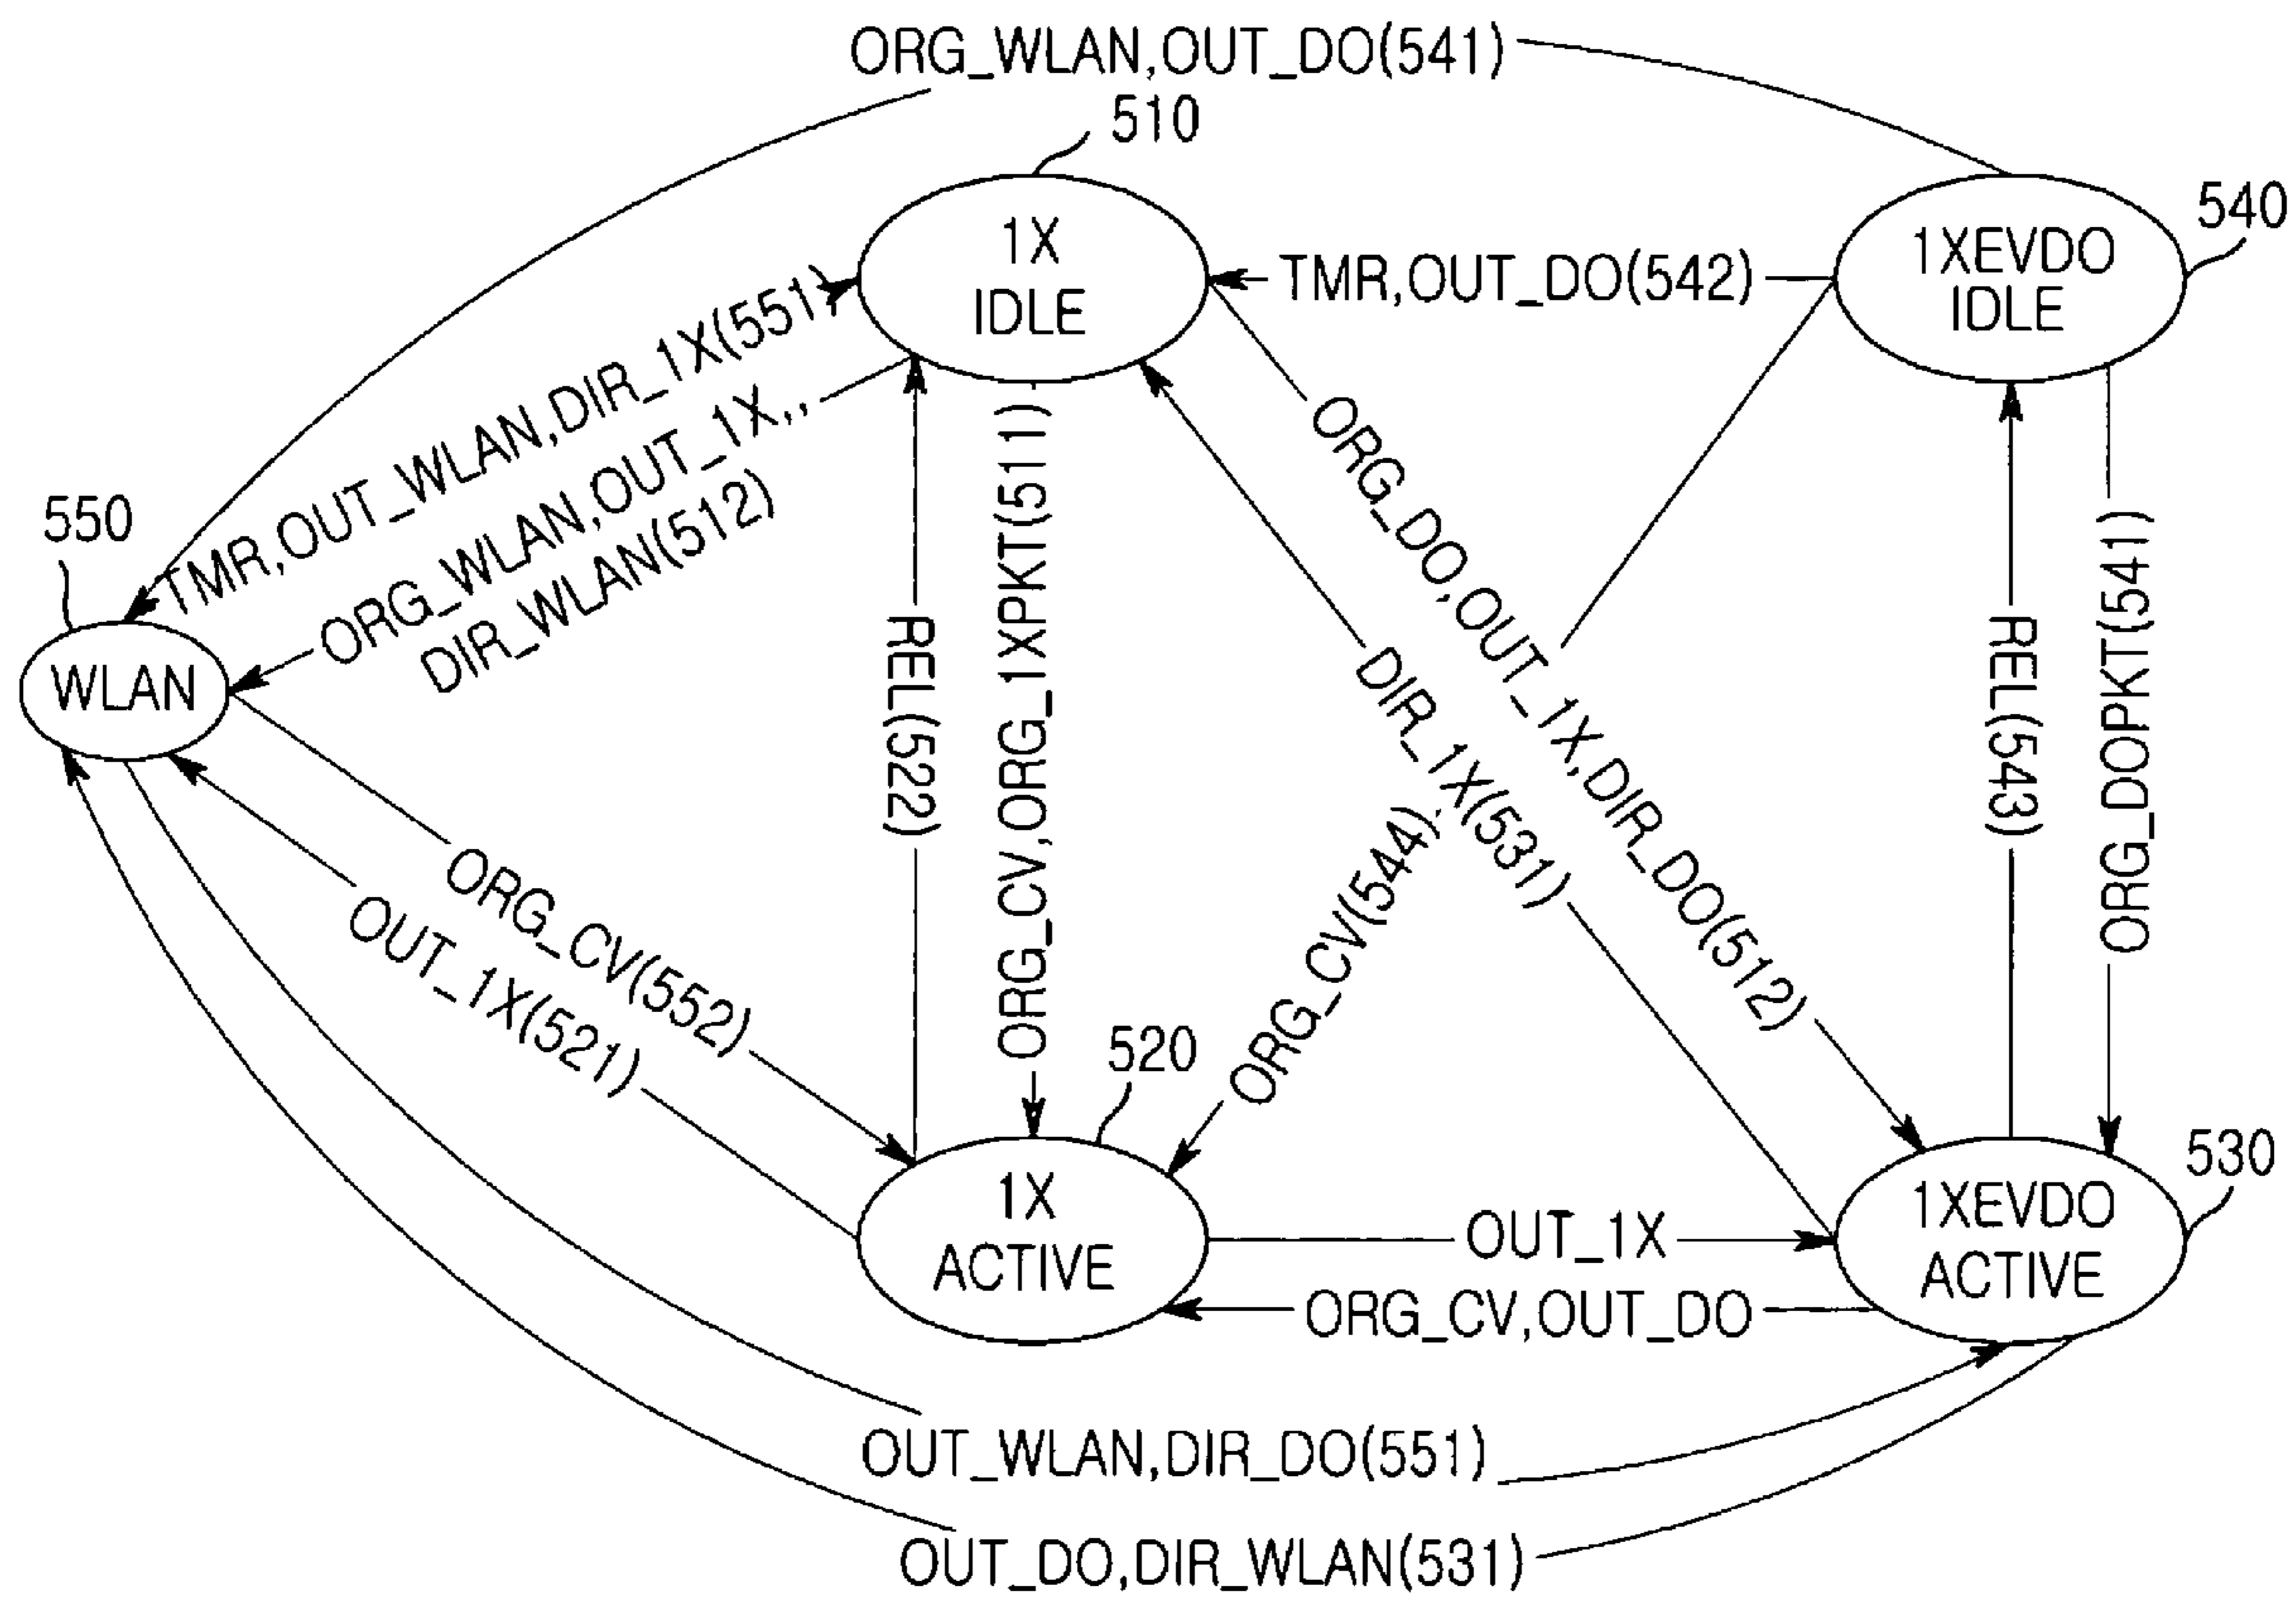 ORG_WLAN,OUT_DO(541)
510
1X
IDLE
540
1XEVDO
IDLE
TMR,OUT_DO(542)
TMR,OUT_WLAN,DIR_1X(551)
ORG_WLAN,OUT_1X,,
DIR_WLAN(512)
550
WLAN
REL(522)
ORG_CV,ORG_1XPKT(511)
ORG_DO,OUT_1X,DIR_DO(512)
DIR_1X(531)
ORG_CV(544)
REL(543)
ORG_DOPKT(541)
ORG_CV(552)
OUT_1X(521)
520
1X
ACTIVE
530
1XEVDO
ACTIVE
OUT_1X
ORG_CV,OUT_DO
OUT_WLAN,DIR_DO(551)
OUT_DO,DIR_WLAN(531)